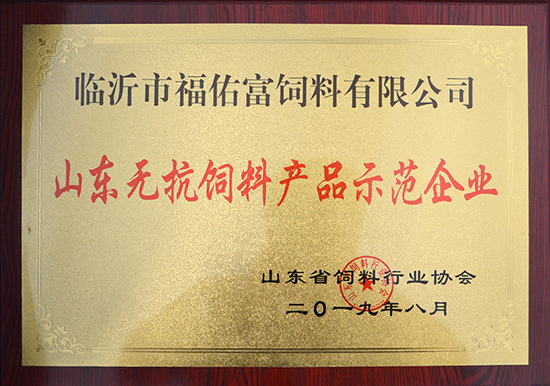 临沂市福佑富饲料有限公司
山东无抗饲料产品示范企业
山东省饲料行业协会
二０一九年八月